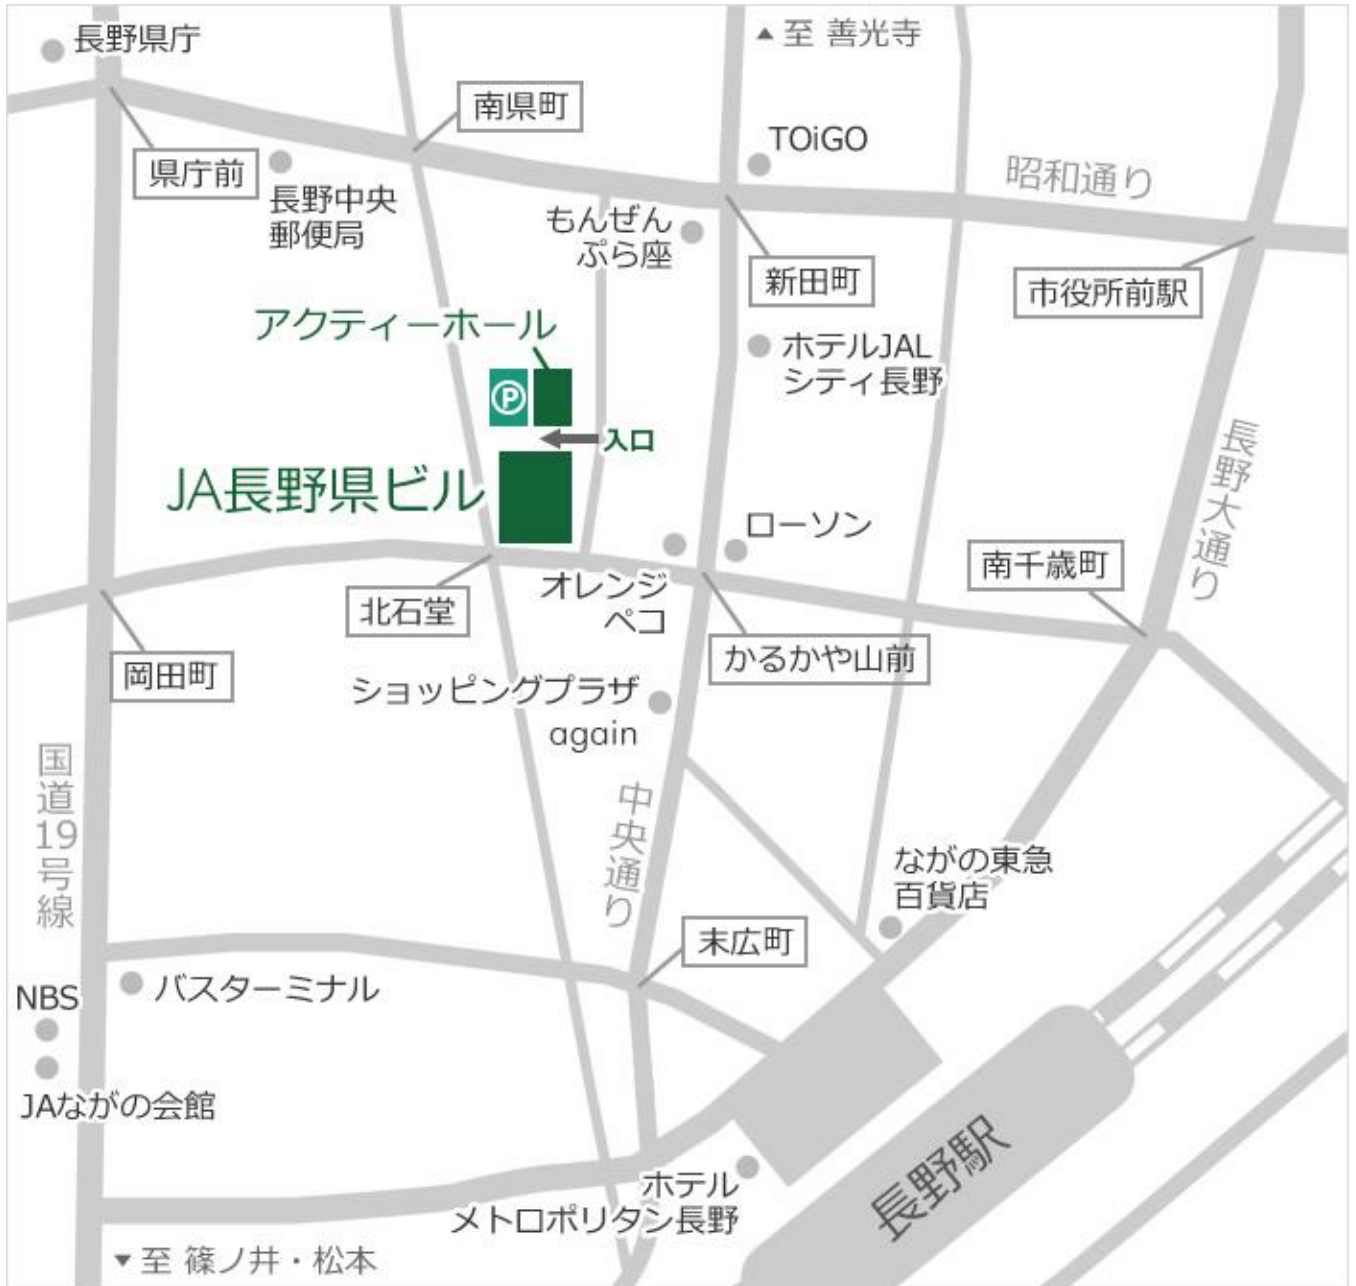 長野県庁
▲ 至 善光寺
南県町
TOiGO
県庁前
昭和通り
長野中央
郵便局
もんぜん
ぷら座
新田町
市役所前駅
アクティーホール
ホテルJAL
シティ長野
P
入口
長野大通り
JA長野県ビル
ローソン
南千歳町
オレンジ
ペコ
北石堂
かるかや山前
岡田町
ショッピングプラザ
again
国道19号線
中央通り
ながの東急
百貨店
末広町
バスターミナル
NBS
JAながの会館
長野駅
ホテル
メトロポリタン長野
▼ 至 篠ノ井・松本